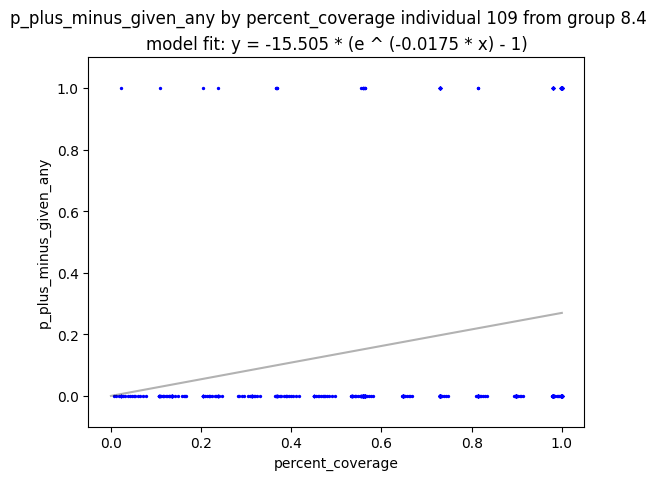 p_plus_minus_given_any by percent_coverage individual 109 from group 8.4
model fit: y = -15.505 * (e ^ (-0.0175 * x) - 1)
1.0
0.8
0.6
0.4
0.2
0.0
p_plus_minus_given_any
0.0 0.2 0.4 0.6 0.8 1.0
percent_coverage